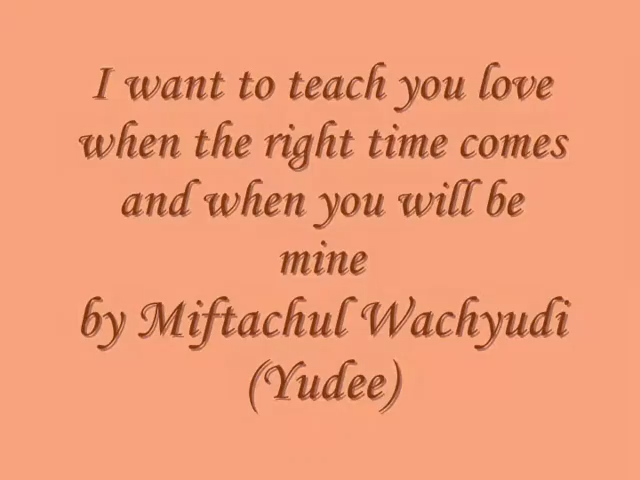 I want to teach you love
when the right time comes
and when you will be
mine
by Miftachul Wachyudi
(Yudee)